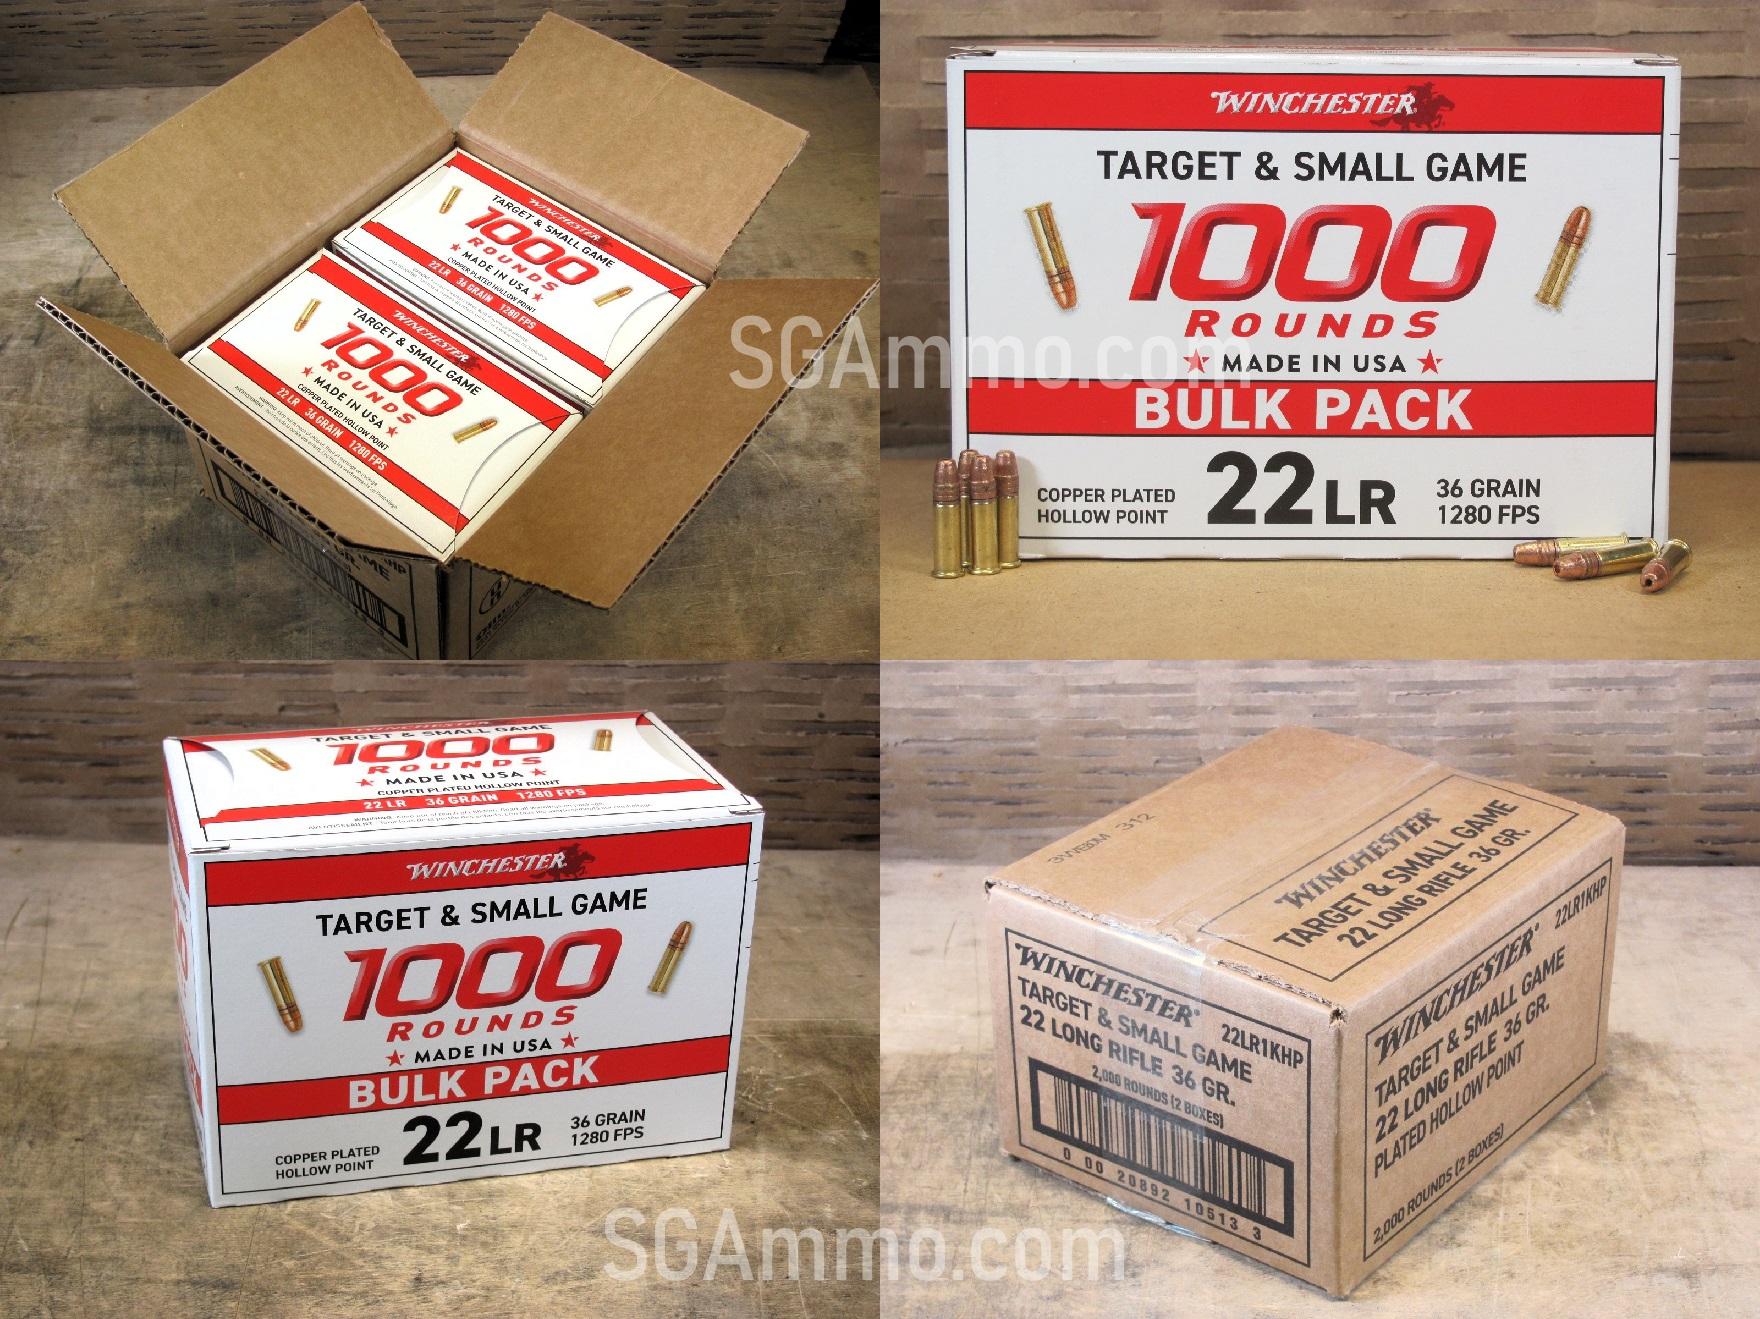 WINCHESTER
TARGET & SMALL GAME
1000
ROUNDS
MADE IN USA
COPPER PLATED HOLLOW POINT
22 LR 36 GRAIN 1280 FPS
WINCHESTER
TARGET & SMALL GAME
1000
ROUNDS
MADE IN USA
COPPER PLATED HOLLOW POINT
22 LR 36 GRAIN 1280 FPS
WINCHESTER
TARGET & SMALL GAME
1000
ROUNDS
MADE IN USA
BULK PACK
COPPER PLATED
HOLLOW POINT
22 LR
36 GRAIN
1280 FPS
SGAmmo.com
WINCHESTER
TARGET & SMALL GAME
1000
ROUNDS
MADE IN USA
COPPER PLATED HOLLOW POINT
22 LR 36 GRAIN 1280 FPS
WINCHESTER
TARGET & SMALL GAME
1000
ROUNDS
MADE IN USA
BULK PACK
COPPER PLATED
HOLLOW POINT
22 LR
36 GRAIN
1280 FPS
312
WINCHESTER
TARGET & SMALL GAME
22 LONG RIFLE 36 GR.
WINCHESTER
TARGET & SMALL GAME 22LR1KHP
22 LONG RIFLE 36 GR.
2,000 ROUNDS (2 BOXES)
0 00 20892 10513 3
WINCHESTER 22LR1KHP
TARGET & SMALL GAME
22 LONG RIFLE 36 GR.
PLATED HOLLOW POINT
2,000 ROUNDS (2 BOXES)
SGAmmo.com